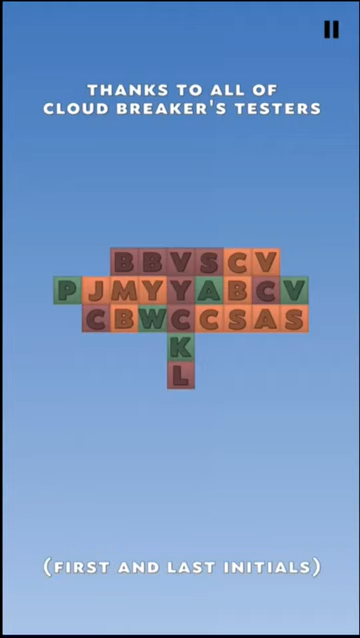 THANKS TO ALL OF
CLOUD BREAKER'S TESTERS
BBVSCV
PJMYYABCV
CBWCCSAS
K
L
(FIRST AND LAST INITIALS)